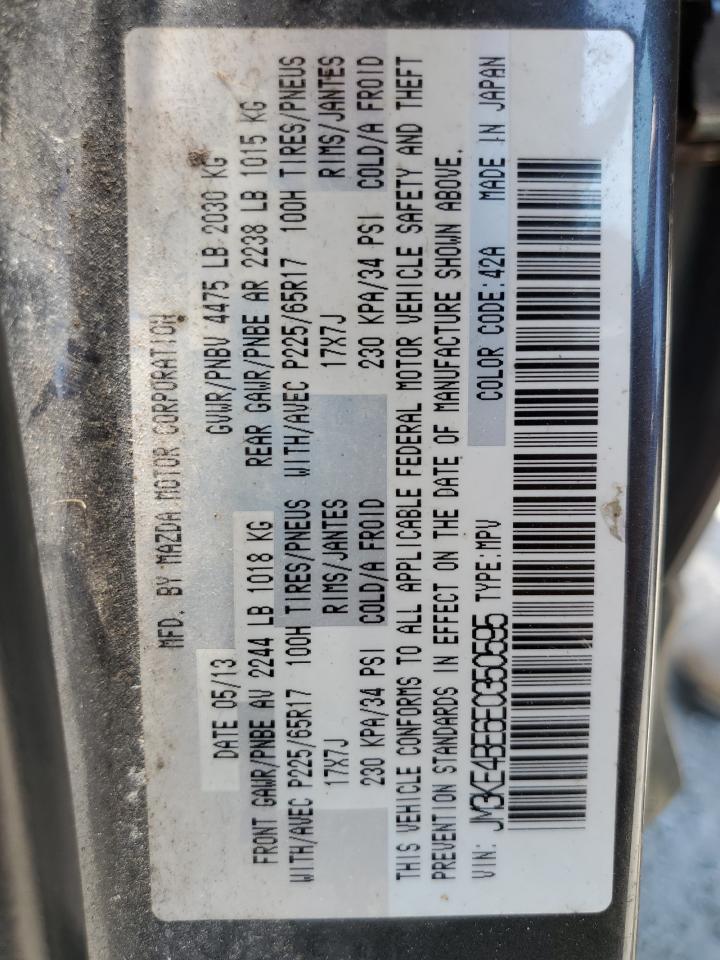 MFD. BY MAZDA MOTOR CORPORATION
DATE 05/13 GVWR/PNBV 4475 LB 2030 KG
FRONT GAWR/PNBE AV 2244 LB 1018 KG REAR GAWR/PNBE AR 2238 LB 1015 KG
WITH/AVEC P225/65R17 100H TIRES/PNEUS WITH/AVEC P225/65R17 100H TIRES/PNEUS
17X7J RIMS/JANTES 17X7J RIMS/JANTES
230 KPA/34 PSI COLD/A FROID 230 KPA/34 PSI COLD/A FROID
THIS VEHICLE CONFORMS TO ALL APPLICABLE FEDERAL MOTOR VEHICLE SAFETY AND THEFT
PREVENTION STANDARDS IN EFFECT ON THE DATE OF MANUFACTURE SHOWN ABOVE.
VIN: JM3KE4BE6E0350695 TYPE:MPV COLOR CODE:42A MADE IN JAPAN